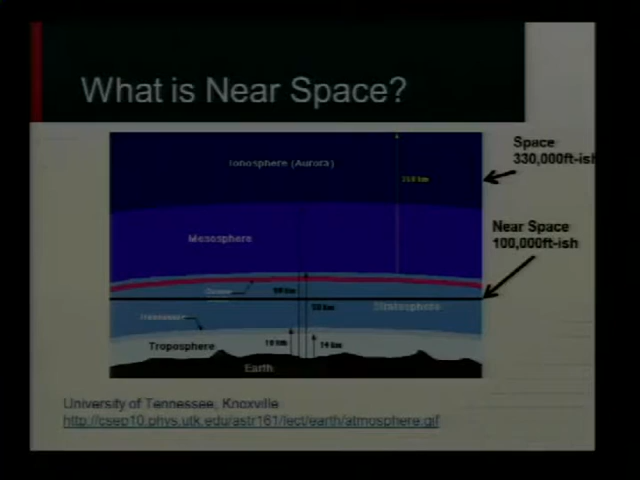 What is Near Space?
Space
330,000ft-ish
Ionosphere (Aurora)
Near Space
100,000ft-ish
Mesosphere
Stratosphere
Troposphere
Earth
University of Tennessee, Knoxville
http://csep10.phys.utk.edu/astr161/lect/earth/atmosphere.gif